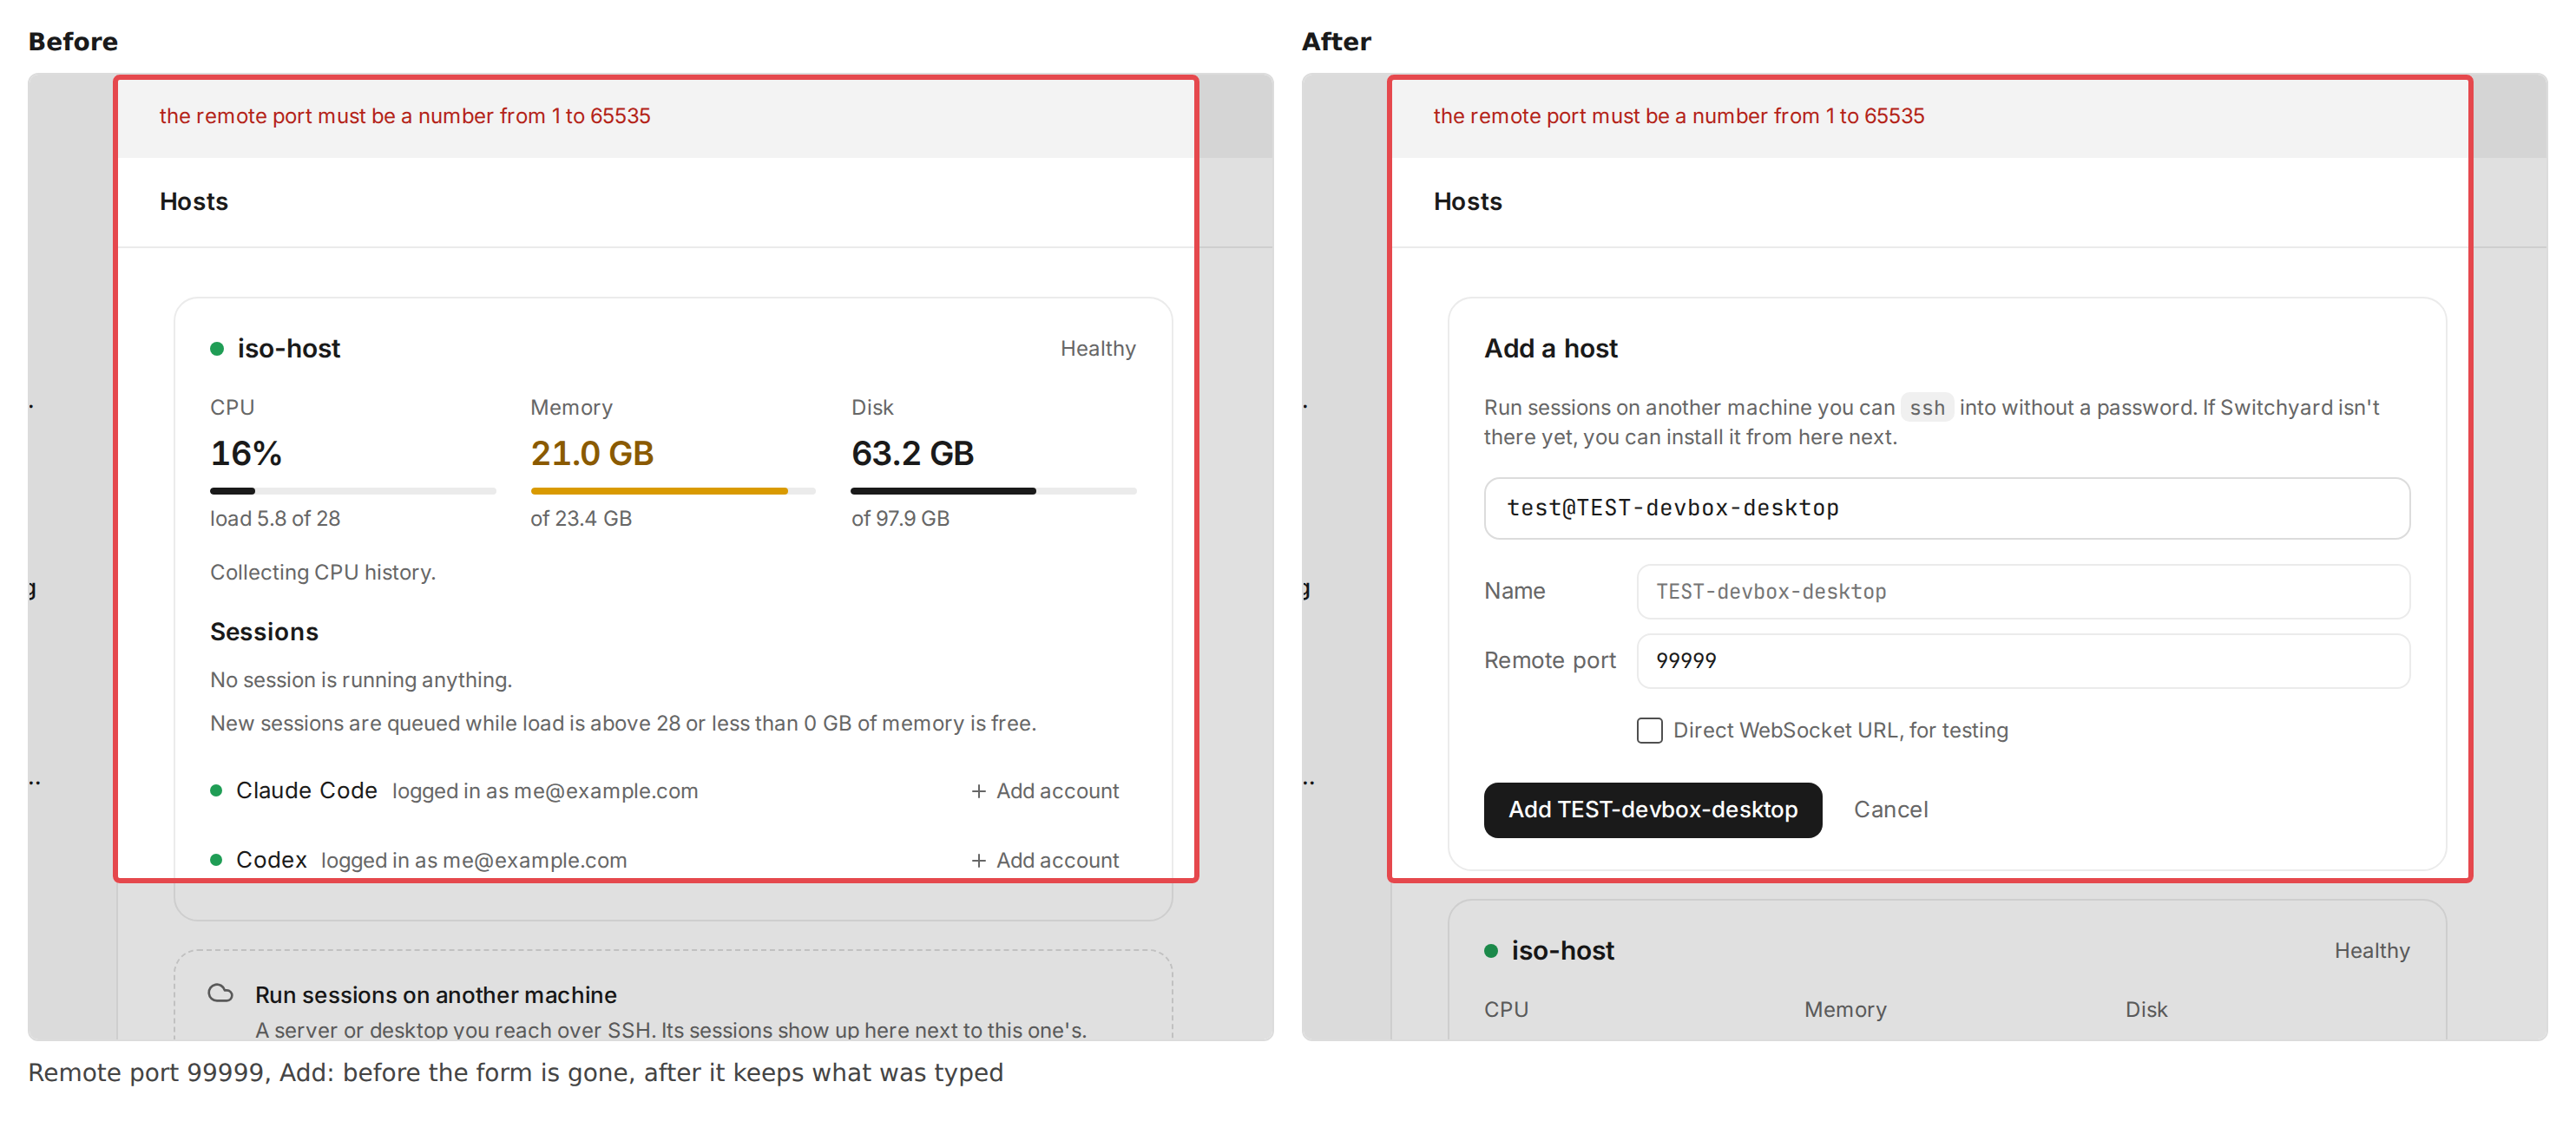 Before
the remote port must be a number from 1 to 65535
Hosts
iso-host
Healthy
CPU
Memory
Disk
16%
21.0 GB
63.2 GB
load 5.8 of 28
of 23.4 GB
of 97.9 GB
Collecting CPU history.
Sessions
No session is running anything.
New sessions are queued while load is above 28 or less than 0 GB of memory is free.
Claude Code logged in as me@example.com
+ Add account
Codex logged in as me@example.com
+ Add account
Run sessions on another machine
A server or desktop you reach over SSH. Its sessions show up here next to this one's.
.
g
..
After
the remote port must be a number from 1 to 65535
Hosts
Add a host
Run sessions on another machine you can ssh into without a password. If Switchyard isn't
there yet, you can install it from here next.
test@TEST-devbox-desktop
Name
TEST-devbox-desktop
Remote port
99999
Direct WebSocket URL, for testing
Add TEST-devbox-desktop
Cancel
iso-host
Healthy
CPU
Memory
Disk
.
g
..
Remote port 99999, Add: before the form is gone, after it keeps what was typed